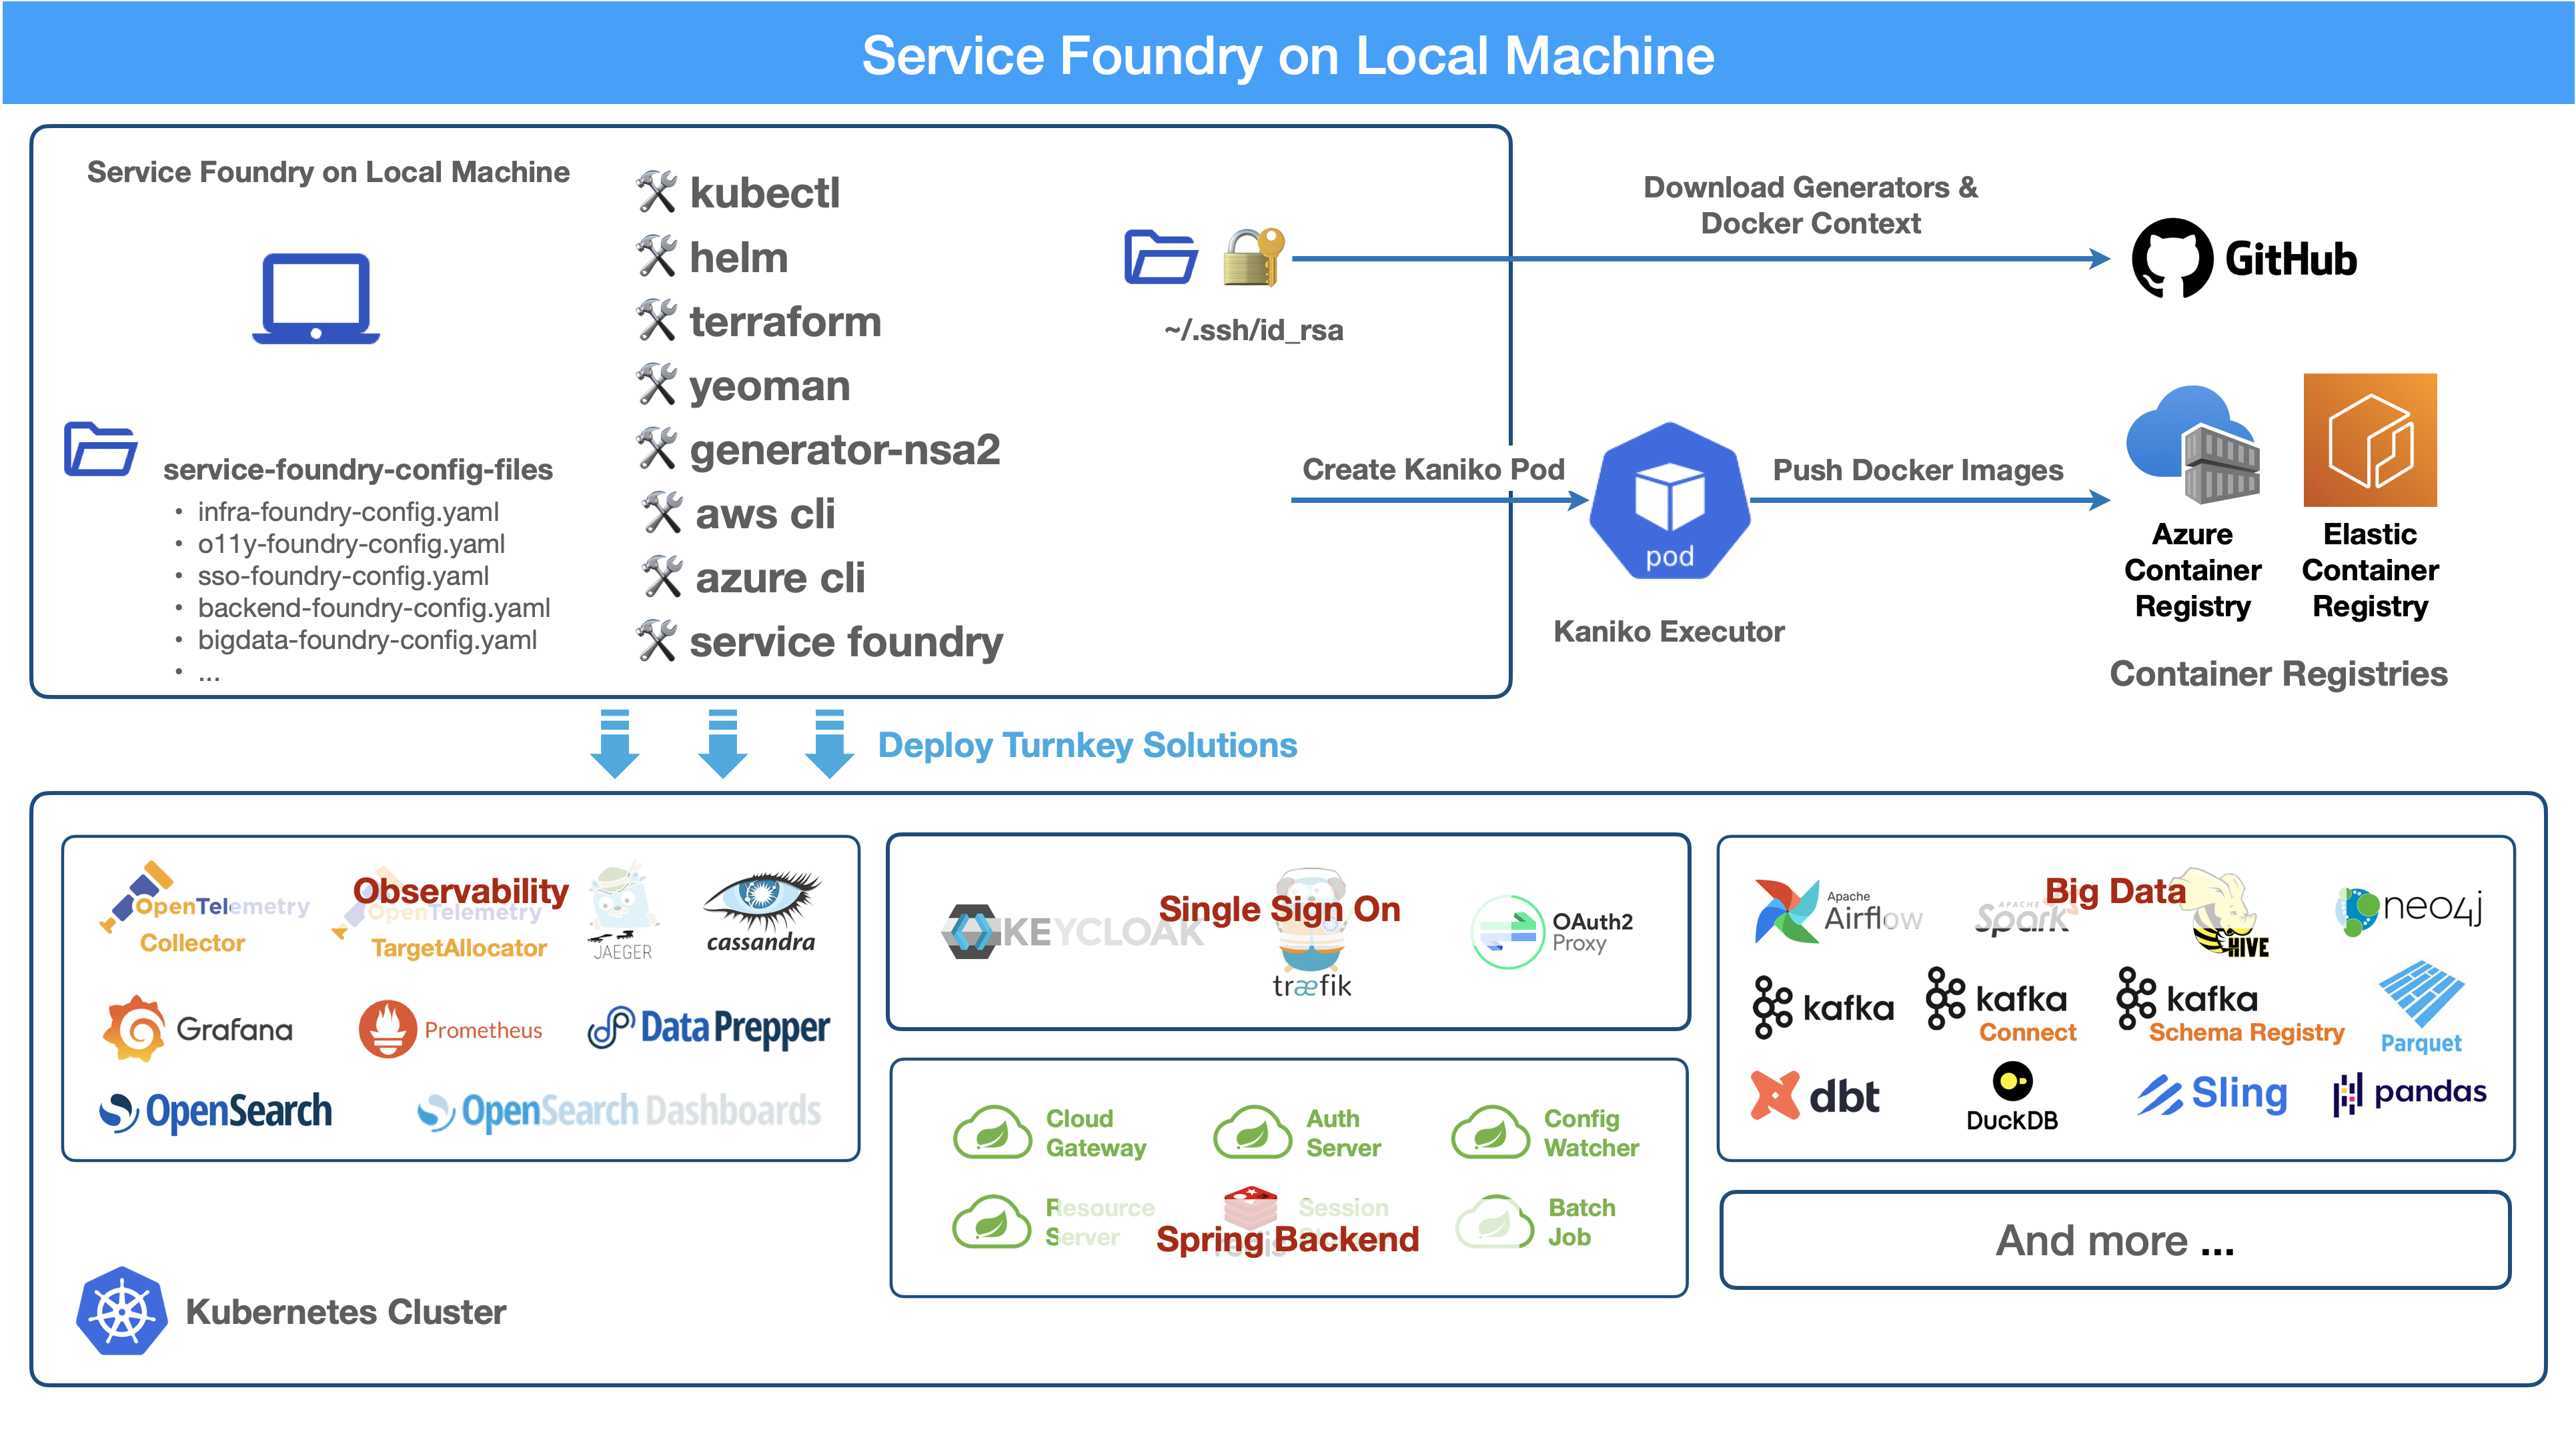 Service Foundry on Local Machine
Service Foundry on Local Machine
service-foundry-config-files
• infra-foundry-config.yaml
• o11y-foundry-config.yaml
• sso-foundry-config.yaml
• backend-foundry-config.yaml
• bigdata-foundry-config.yaml
• ...
kubectl
helm
terraform
yeoman
generator-nsa2
aws cli
azure cli
service foundry
~/.ssh/id_rsa
Download Generators &
Docker Context
GitHub
Create Kaniko Pod
pod
Kaniko Executor
Push Docker Images
Azure
Container
Registry
Elastic
Container
Registry
Container Registries
Deploy Turnkey Solutions
Observability
OpenTelemetry
Collector
OpenTelemetry
TargetAllocator
JAEGER
cassandra
Grafana
Prometheus
Data Prepper
OpenSearch
OpenSearch Dashboards
Single Sign On
KEYCLOAK
træfik
OAuth2
Proxy
Cloud
Gateway
Auth
Server
Config
Watcher
Resource
Server
Session
redis
Batch
Job
Spring Backend
Big Data
Apache
Airflow
APACHE
Spark
HIVE
neo4j
kafka
kafka
Connect
kafka
Schema Registry
Parquet
dbt
DuckDB
Sling
pandas
And more ...
Kubernetes Cluster